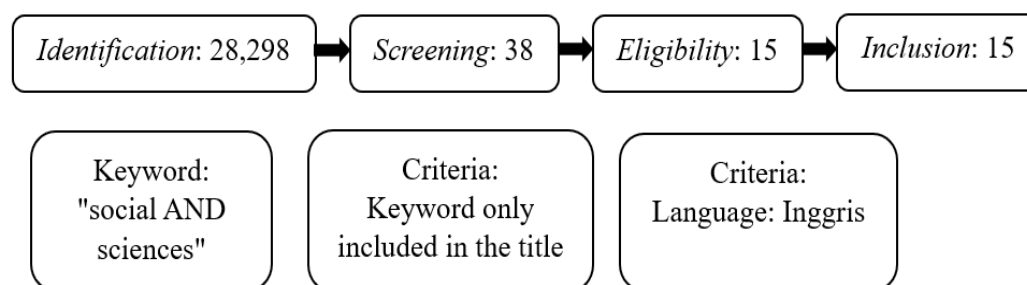 Identification: 28,298
Screening: 38
Eligibility: 15
Inclusion: 15
Keyword:
"social AND
sciences"
Criteria:
Keyword only
included in the title
Criteria:
Language: Inggris